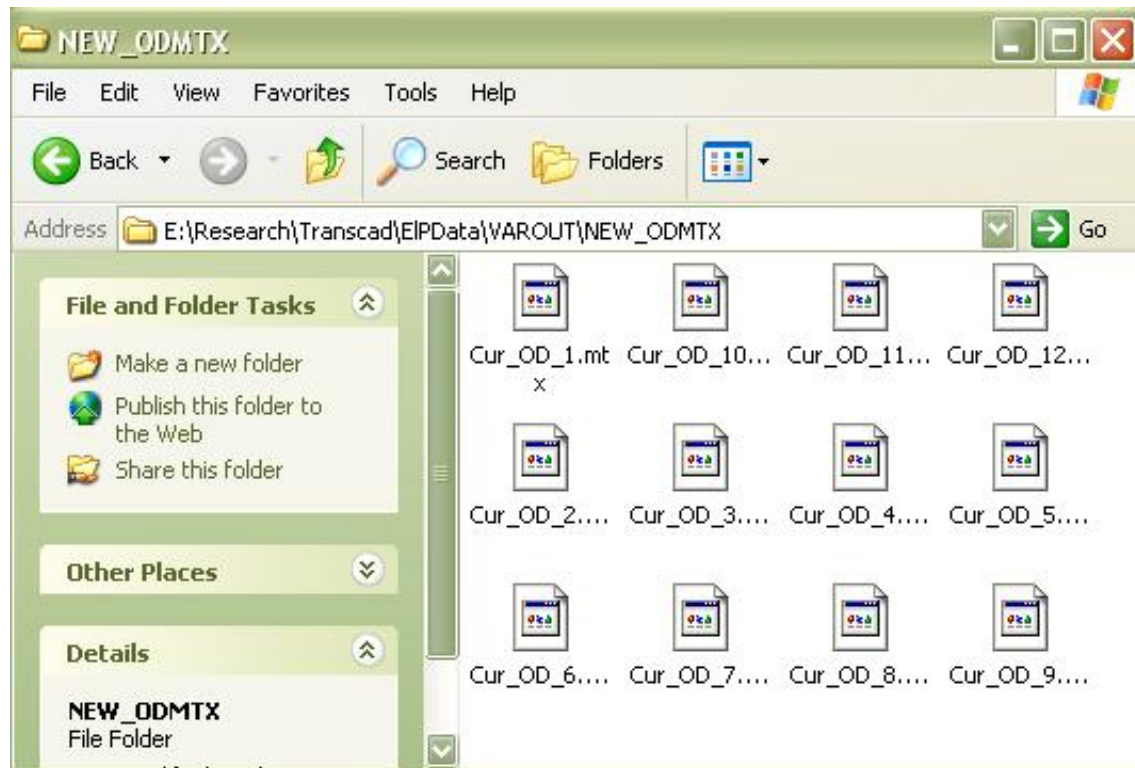 NEW_ODMTX
File Edit View Favorites Tools Help
Back Search Folders
Address E:\Research\Transcad\ElPData\VAROUT\NEW_ODMTX Go
File and Folder Tasks
Make a new folder
Publish this folder to
the Web
Share this folder
Other Places
Details
NEW_ODMTX
File Folder
Cur_OD_1.mt
x
Cur_OD_10...
Cur_OD_11...
Cur_OD_12...
Cur_OD_2....
Cur_OD_3....
Cur_OD_4....
Cur_OD_5....
Cur_OD_6....
Cur_OD_7....
Cur_OD_8....
Cur_OD_9....